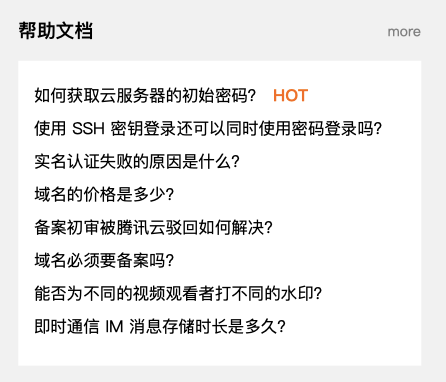 帮助文档 more
如何获取云服务器的初始密码? HOT
使用 SSH 密钥登录还可以同时使用密码登录吗?
实名认证失败的原因是什么?
域名的价格是多少?
备案初审被腾讯云驳回如何解决?
域名必须要备案吗?
能否为不同的视频观看者打不同的水印?
即时通信 IM 消息存储时长是多久?